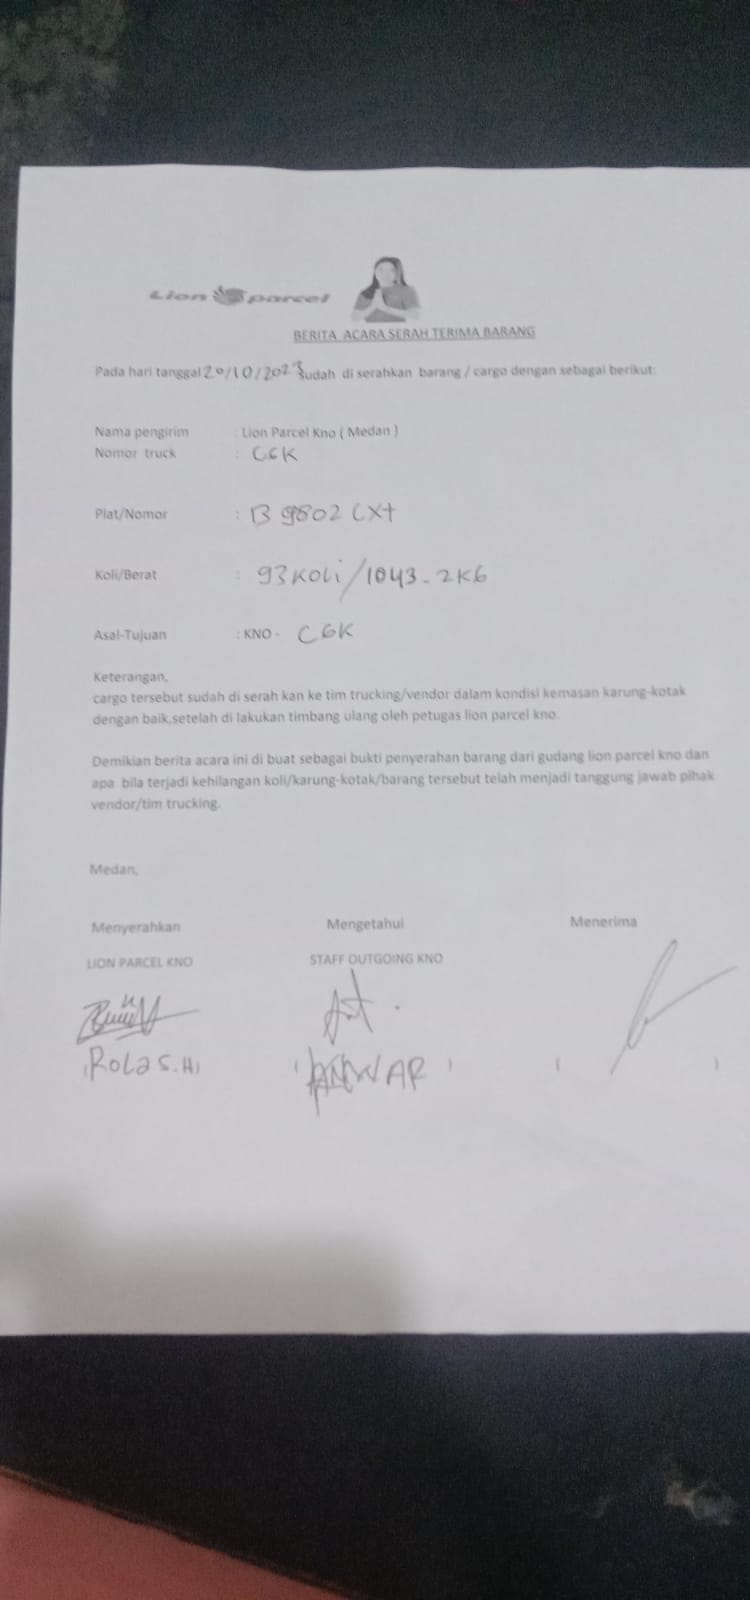 Lion parcel
BERITA ACARA SERAH TERIMA BARANG
Pada hari tanggal 20/10/2023 sudah di serahkan barang / cargo dengan sebagai berikut:
Nama pengirim : Lion Parcel Kno ( Medan )
Nomor truck : CGK
Plat/Nomor : B 9802 CXT
Koli/Berat : 93 KOLI / 1043.2 KG
Asal-Tujuan : KNO - CGK
Keterangan,
cargo tersebut sudah di serah kan ke tim trucking/vendor dalam kondisi kemasan karung-kotak
dengan baik,setelah di lakukan timbang ulang oleh petugas lion parcel kno.
Demikian berita acara ini di buat sebagai bukti penyerahan barang dari gudang lion parcel kno dan
apa bila terjadi kehilangan koli/karung-kotak/barang tersebut telah menjadi tanggung jawab pihak
vendor/tim trucking.
Medan,
Menyerahkan Mengetahui Menerima
LION PARCEL KNO STAFF OUTGOING KNO
(ROLAS.H) (ANWAR) ( )